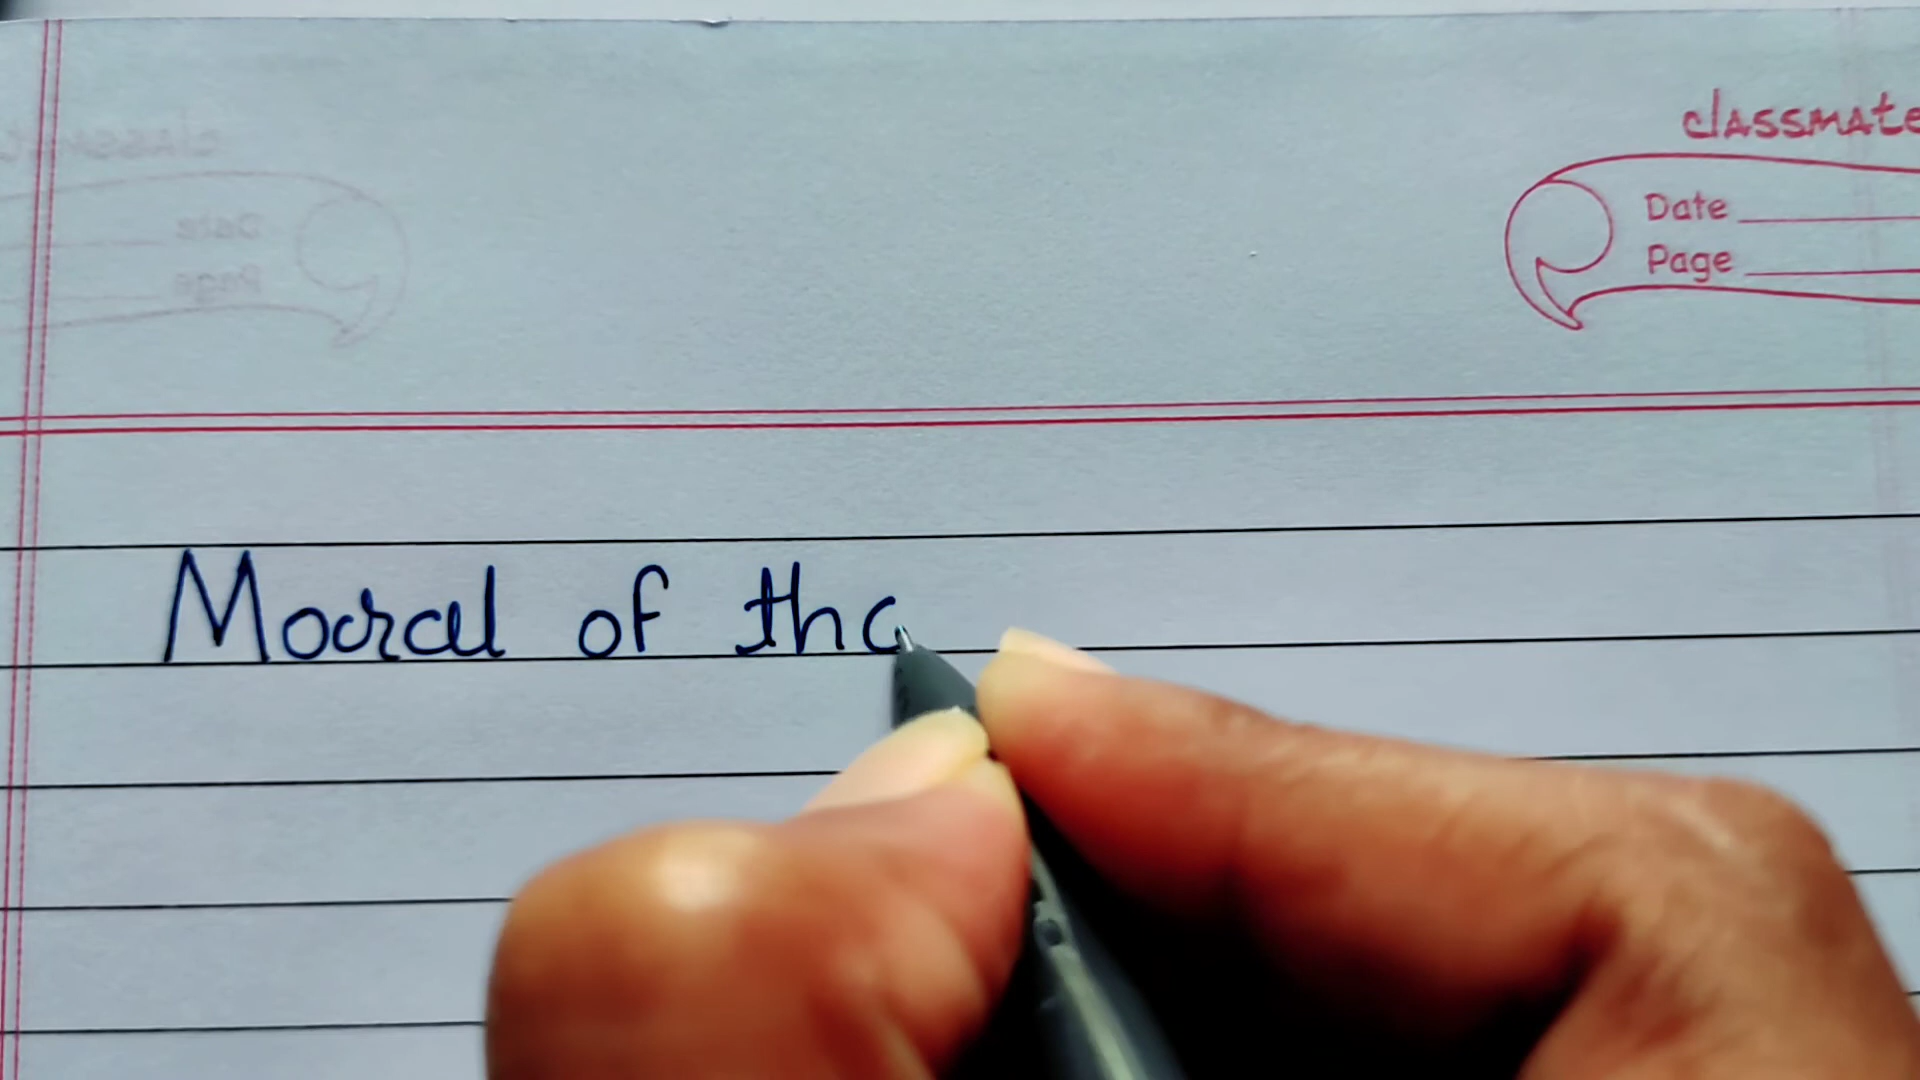 classmate
Date
Page
Moral of the